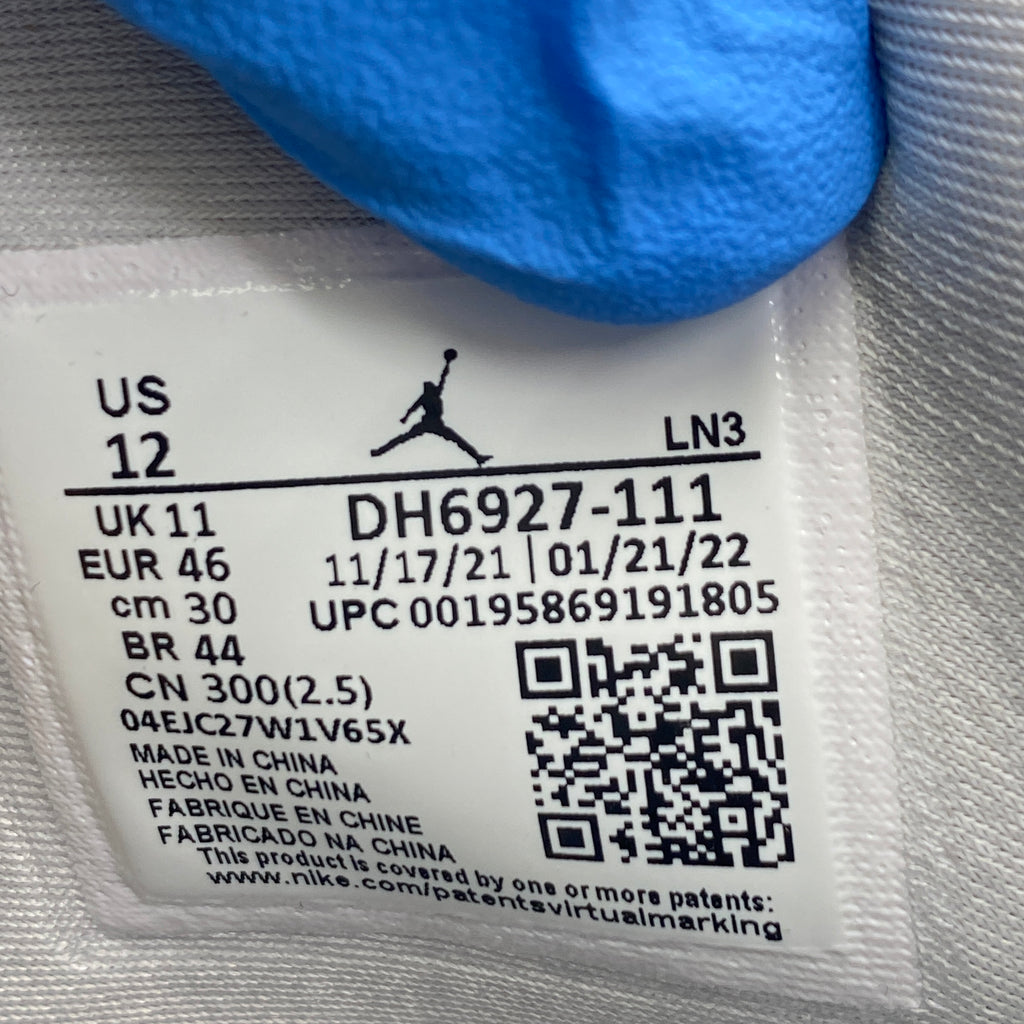 US
12
LN3
UK 11
DH6927-111
EUR 46
11/17/21 | 01/21/22
cm 30
UPC 00195869191805
BR 44
CN 300(2.5)
04EJC27W1V65X
MADE IN CHINA
HECHO EN CHINA
FABRIQUE EN CHINE
FABRICADO NA CHINA
This product is covered by one or more patents:
www.nike.com/patentsvirtualmarking